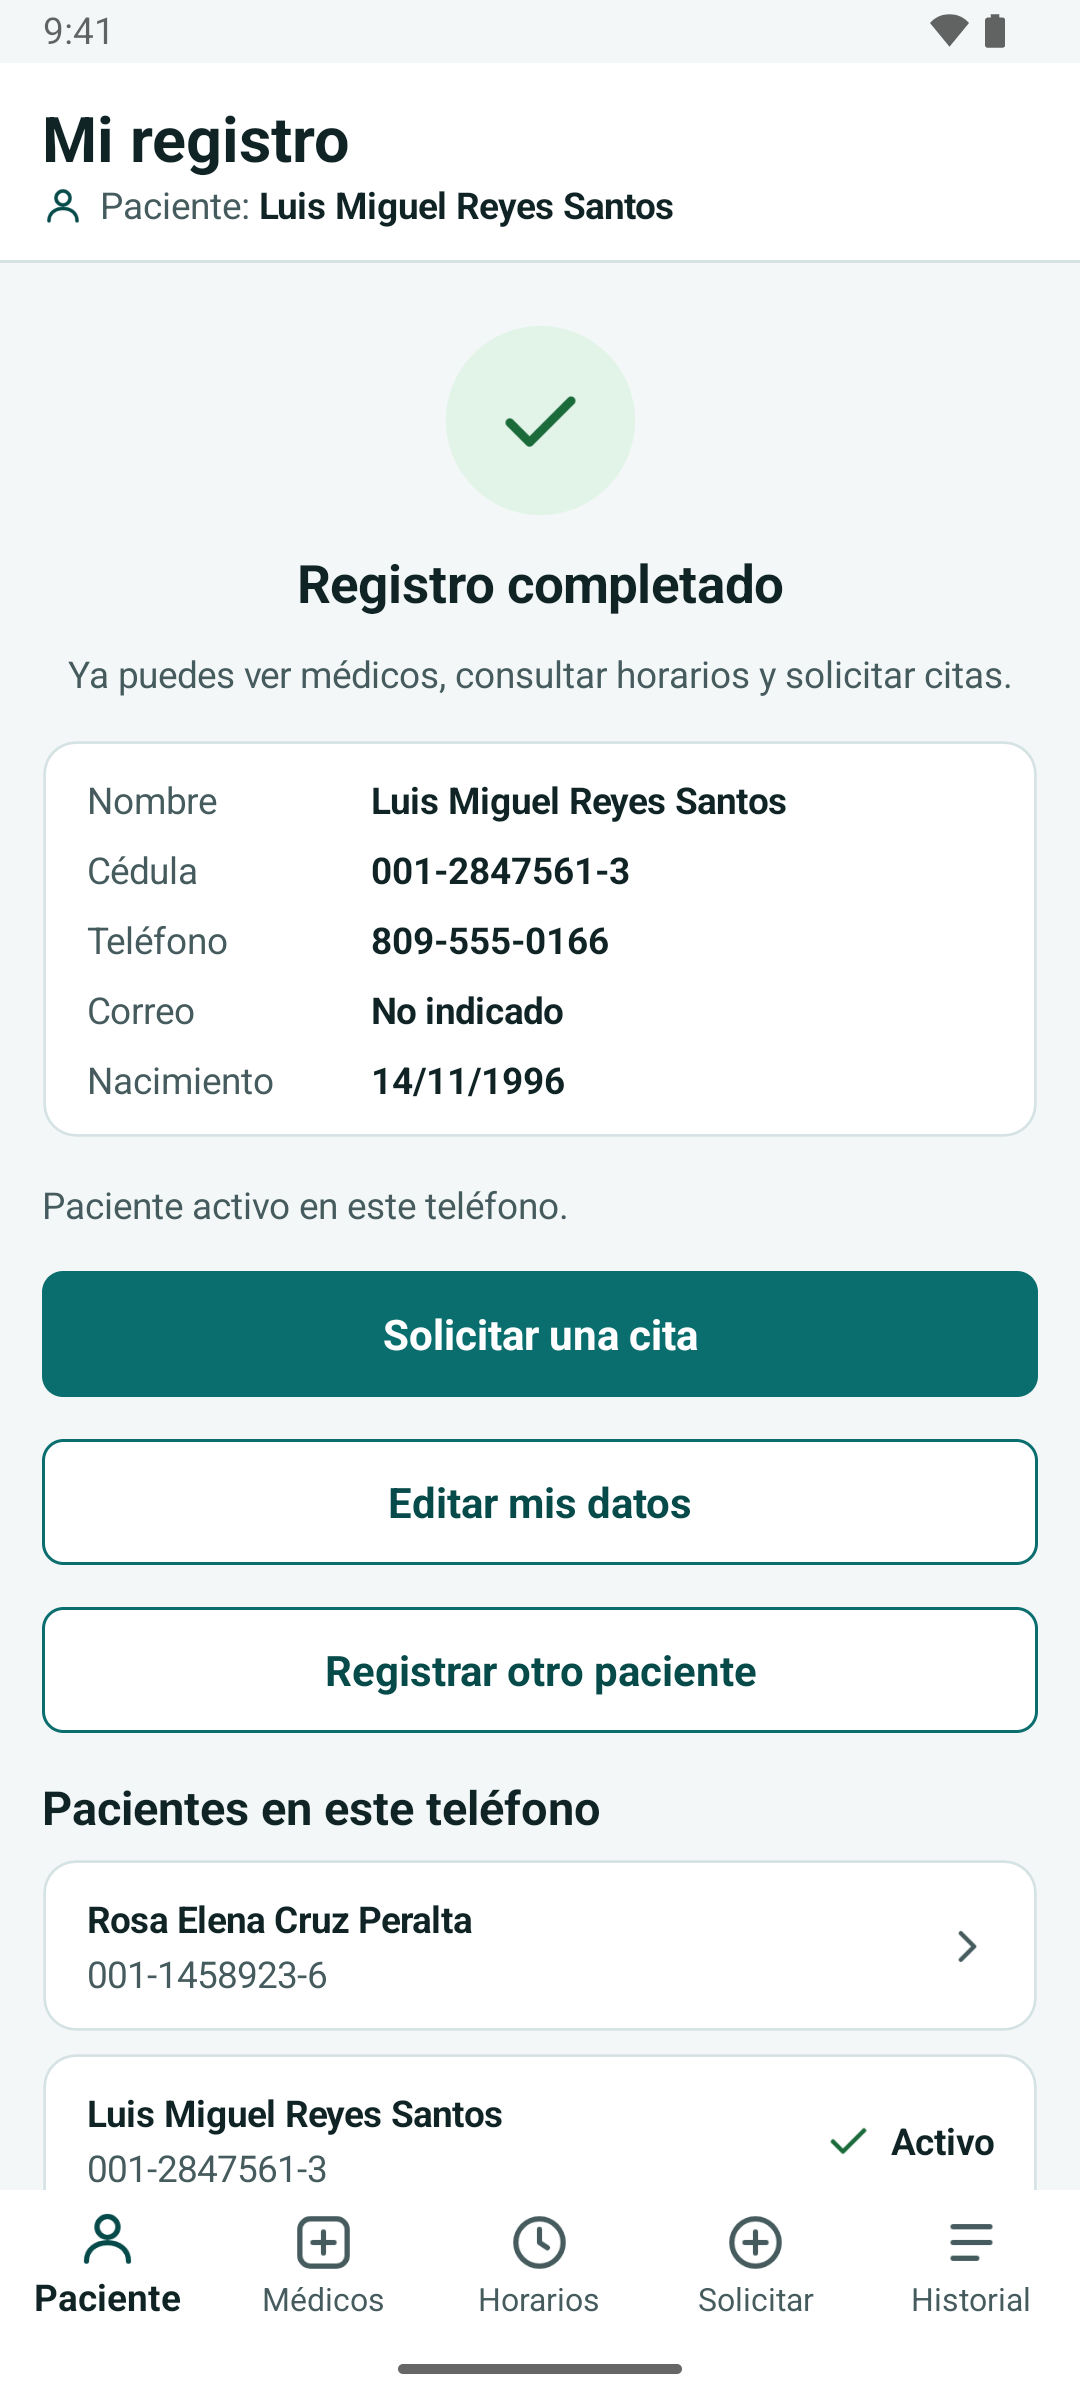 9:41
Mi registro
Paciente: Luis Miguel Reyes Santos
Registro completado
Ya puedes ver médicos, consultar horarios y solicitar citas.
Nombre Luis Miguel Reyes Santos
Cédula 001-2847561-3
Teléfono 809-555-0166
Correo No indicado
Nacimiento 14/11/1996
Paciente activo en este teléfono.
Solicitar una cita
Editar mis datos
Registrar otro paciente
Pacientes en este teléfono
Rosa Elena Cruz Peralta
001-1458923-6
Luis Miguel Reyes Santos
001-2847561-3
Activo
Paciente Médicos Horarios Solicitar Historial